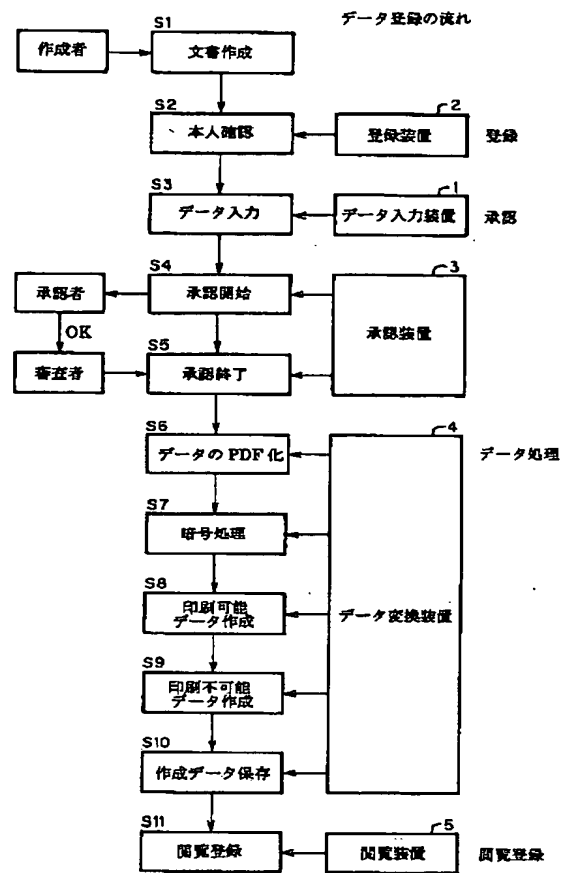 データ登録の流れ
S1
作成者
文書作成
S2
2
本人確認
登録装置
登録
S3
1
データ入力
データ入力装置
承認
S4
3
承認者
承認開始
OK
承認装置
S5
審査者
承認終了
S6
4
データのPDF化
データ処理
S7
暗号処理
S8
印刷可能
データ作成
データ変換装置
S9
印刷不可能
データ作成
S10
作成データ保存
S11
5
閲覧登録
閲覧装置
閲覧登録